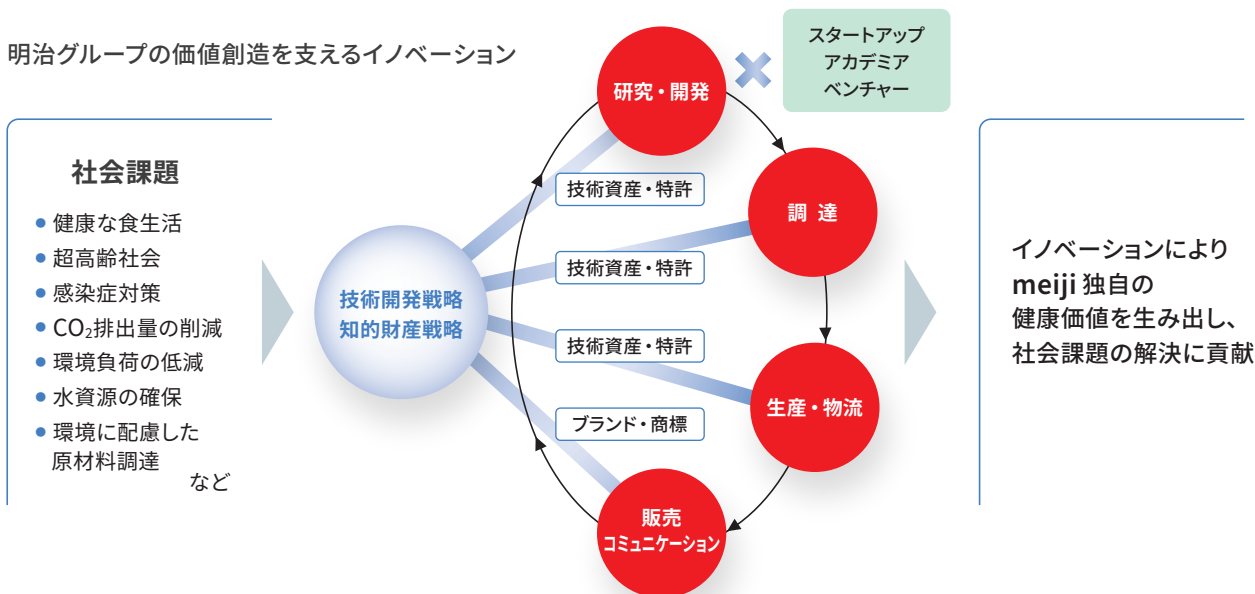 明治グループの価値創造を支えるイノベーション
社会課題
• 健康な食生活
• 超高齢社会
• 感染症対策
• CO₂排出量の削減
• 環境負荷の低減
• 水資源の確保
• 環境に配慮した
原材料調達
など
技術開発戦略
知的財産戦略
研究・開発
スタートアップ
アカデミア
ベンチャー
技術資産・特許
調 達
技術資産・特許
技術資産・特許
生産・物流
ブランド・商標
販売
コミュニケーション
イノベーションにより
meiji 独自の
健康価値を生み出し、
社会課題の解決に貢献